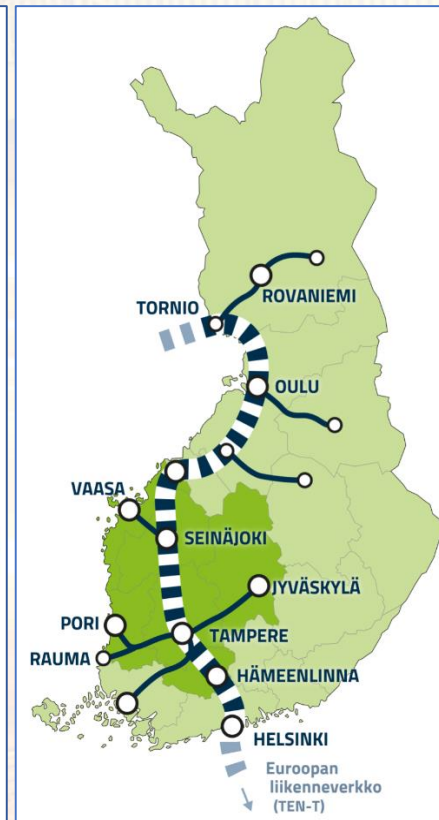 TORNIO
ROVANIEMI
OULU
VAASA
SEINÄJOKI
JYVÄSKYLÄ
PORI
TAMPERE
RAUMA
HÄMEENLINNA
HELSINKI
Euroopan
liikenneverkko
(TEN-T)